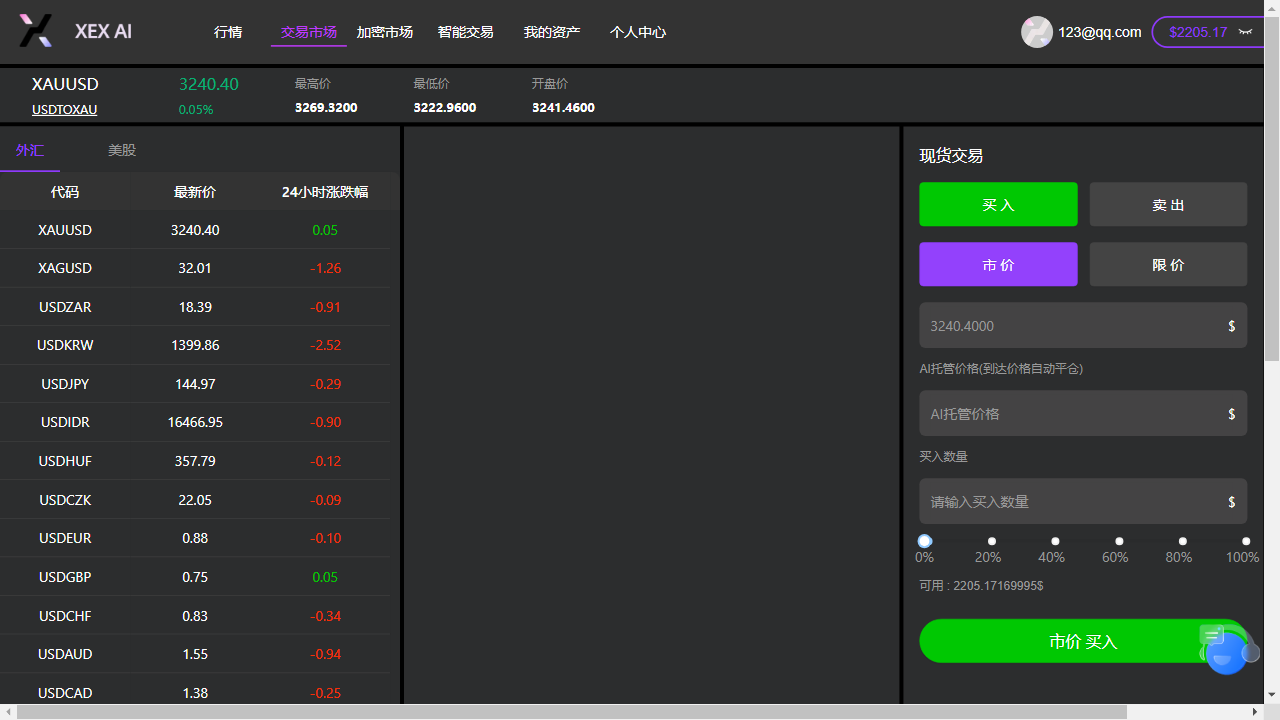 XEX AI 行情 交易市场 加密市场 智能交易 我的资产 个人中心 123@qq.com $2205.17
XAUUSD 3240.40 最高价 最低价 开盘价
USDTOXAU 0.05% 3269.3200 3222.9600 3241.4600
外汇 美股
代码 最新价 24小时涨跌幅
XAUUSD 3240.40 0.05
XAGUSD 32.01 -1.26
USDZAR 18.39 -0.91
USDKRW 1399.86 -2.52
USDJPY 144.97 -0.29
USDIDR 16466.95 -0.90
USDHUF 357.79 -0.12
USDCZK 22.05 -0.09
USDEUR 0.88 -0.10
USDGBP 0.75 0.05
USDCHF 0.83 -0.34
USDAUD 1.55 -0.94
USDCAD 1.38 -0.25
现货交易
买入 卖出
市价 限价
3240.4000 $
AI托管价格(到达价格自动平仓)
AI托管价格 $
买入数量
请输入买入数量 $
0% 20% 40% 60% 80% 100%
可用 : 2205.17169995$
市价 买入